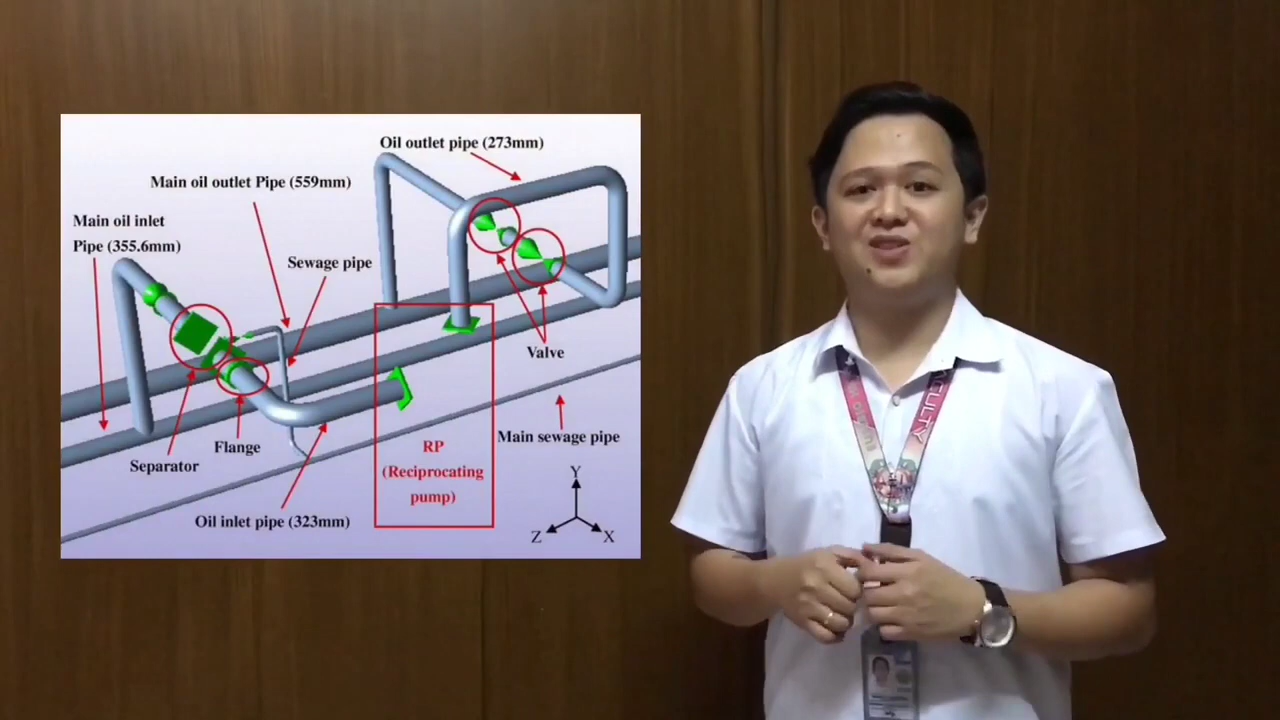 Oil outlet pipe (273mm)
Main oil outlet Pipe (559mm)
Main oil inlet
Pipe (355.6mm)
Sewage pipe
Valve
Main sewage pipe
Flange
Separator
RP
(Reciprocating
pump)
Oil inlet pipe (323mm)
Y
Z
X
FACULTY